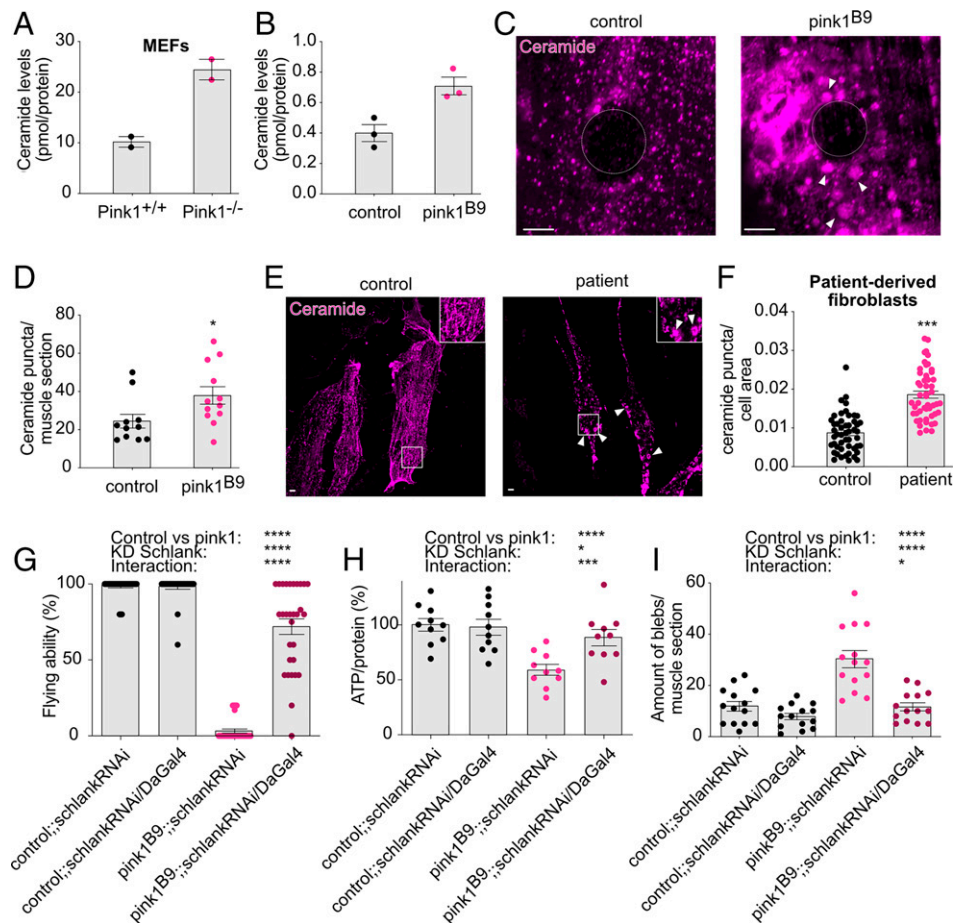 A
MEFs
Ceramide levels
(pmol/protein)
30
20
10
0
Pink1+/+
Pink1-/-
B
Ceramide levels
(pmol/protein)
0.8
0.6
0.4
0.2
0.0
control
pink1B9
C
control
pink1B9
Ceramide
D
Ceramide puncta/
muscle section
80
60
40
20
0
*
control
pink1B9
E
control
patient
Ceramide
F
Patient-derived
fibroblasts
ceramide puncta/
cell area
0.04
0.03
0.02
0.01
0.00
***
control
patient
G
Control vs pink1: ****
KD Schlank: ****
Interaction: ****
Flying ability (%)
100
50
0
control;;schlankRNAi
control;;schlankRNAi/DaGal4
pink1B9;;schlankRNAi
pink1B9;;schlankRNAi/DaGal4
H
Control vs pink1: ****
KD Schlank: *
Interaction: ***
ATP/protein (%)
100
50
0
control;;schlankRNAi
control;;schlankRNAi/DaGal4
pink1B9;;schlankRNAi
pink1B9;;schlankRNAi/DaGal4
I
Control vs pink1: ****
KD Schlank: ****
Interaction: *
Amount of blebs/
muscle section
60
40
20
0
control;;schlankRNAi
control;;schlankRNAi/DaGal4
pinkB9;;schlankRNAi
pink1B9;;schlankRNAi/DaGal4